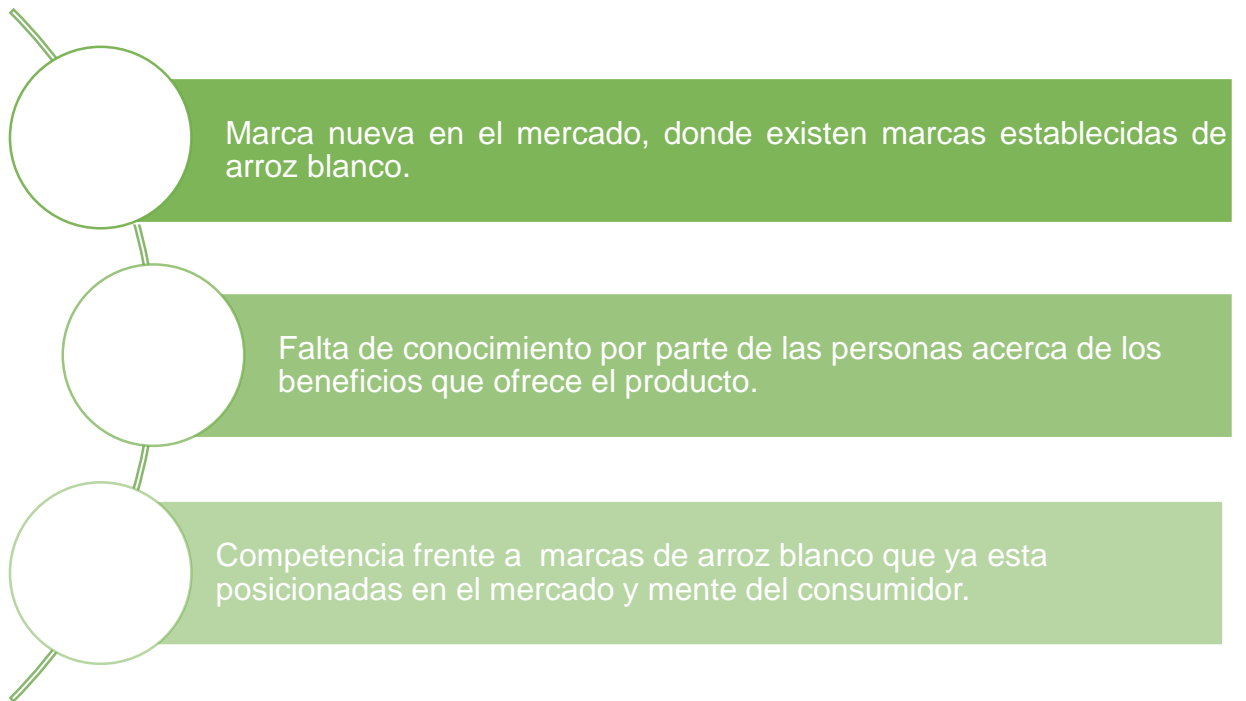 Marca nueva en el mercado, donde existen marcas establecidas de
arroz blanco.
Falta de conocimiento por parte de las personas acerca de los
beneficios que ofrece el producto.
Competencia frente a  marcas de arroz blanco que ya esta
posicionadas en el mercado y mente del consumidor.